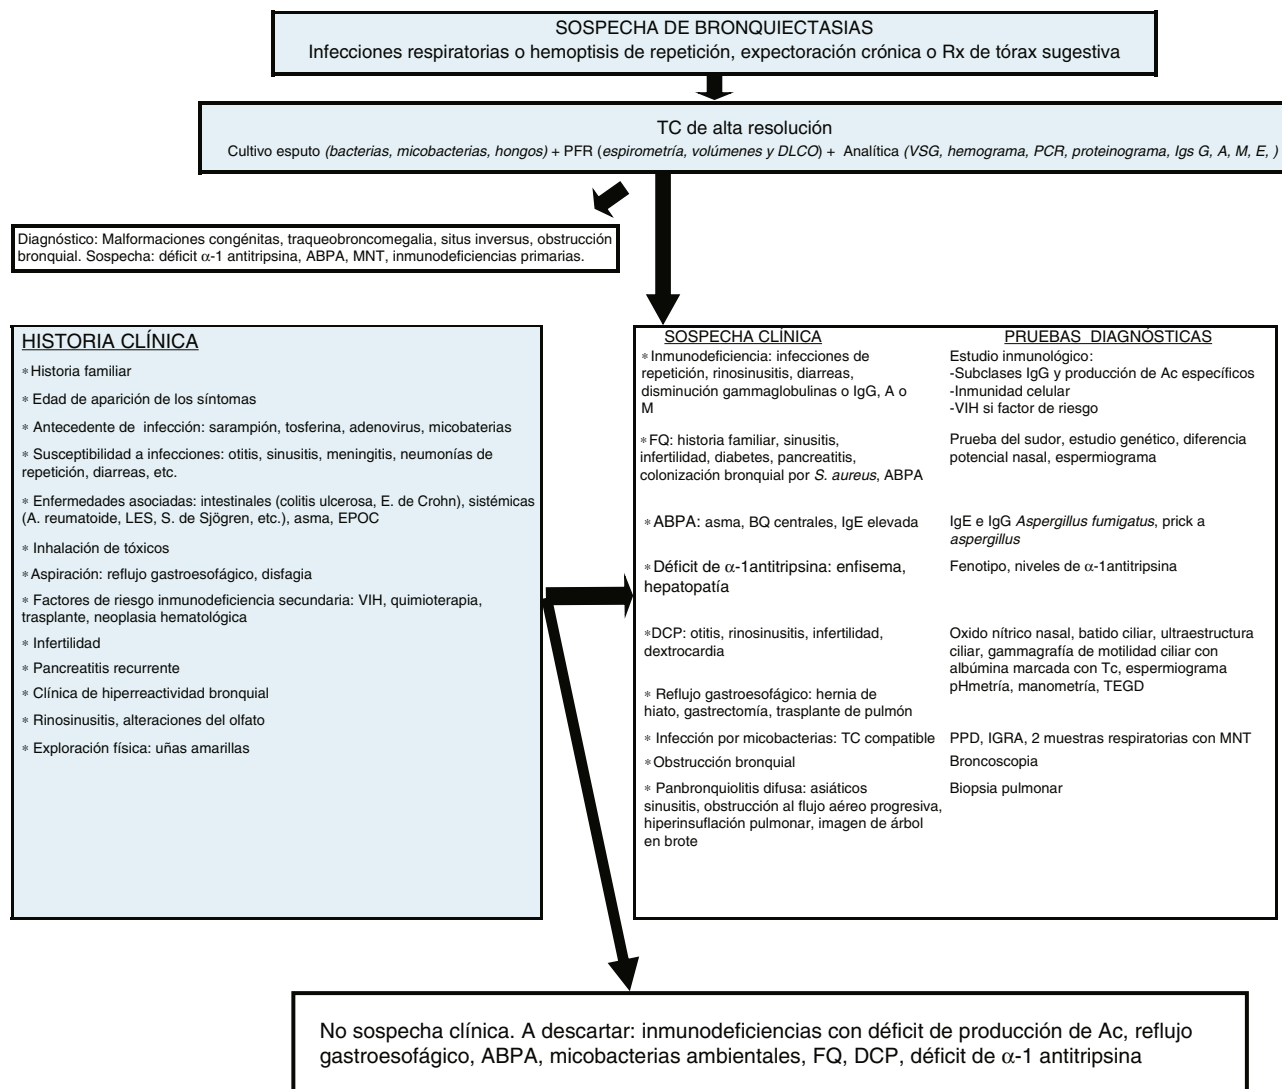 SOSPECHA DE BRONQUIECTASIAS
Infecciones respiratorias o hemoptisis de repetición, expectoración crónica o Rx de tórax sugestiva
TC de alta resolución
Cultivo esputo (bacterias, micobacterias, hongos) + PFR (espirometría, volúmenes y DLCO) + Analítica (VSG, hemograma, PCR, proteinograma, Igs G, A, M, E, )
Diagnóstico: Malformaciones congénitas, traqueobroncomegalia, situs inversus, obstrucción
bronquial. Sospecha: déficit α-1 antitripsina, ABPA, MNT, inmunodeficiencias primarias.
HISTORIA CLÍNICA
* Historia familiar
* Edad de aparición de los síntomas
* Antecedente de infección: sarampión, tosferina, adenovirus, micobaterias
* Susceptibilidad a infecciones: otitis, sinusitis, meningitis, neumonías de
repetición, diarreas, etc.
* Enfermedades asociadas: intestinales (colitis ulcerosa, E. de Crohn), sistémicas
(A. reumatoide, LES, S. de Sjögren, etc.), asma, EPOC
* Inhalación de tóxicos
* Aspiración: reflujo gastroesofágico, disfagia
* Factores de riesgo inmunodeficiencia secundaria: VIH, quimioterapia,
trasplante, neoplasia hematológica
* Infertilidad
* Pancreatitis recurrente
* Clínica de hiperreactividad bronquial
* Rinosinusitis, alteraciones del olfato
* Exploración física: uñas amarillas
SOSPECHA CLÍNICA
* Inmunodeficiencia: infecciones de
repetición, rinosinusitis, diarreas,
disminución gammaglobulinas o IgG, A o
M
* FQ: historia familiar, sinusitis,
infertilidad, diabetes, pancreatitis,
colonización bronquial por S. aureus, ABPA
* ABPA: asma, BQ centrales, IgE elevada
* Déficit de α-1antitripsina: enfisema,
hepatopatía
*DCP: otitis, rinosinusitis, infertilidad,
dextrocardia
* Reflujo gastroesofágico: hernia de
hiato, gastrectomía, trasplante de pulmón
* Infección por micobacterias: TC compatible
* Obstrucción bronquial
* Panbronquiolitis difusa: asiáticos
sinusitis, obstrucción al flujo aéreo progresiva,
hiperinsuflación pulmonar, imagen de árbol
en brote
PRUEBAS DIAGNÓSTICAS
Estudio inmunológico:
-Subclases IgG y producción de Ac específicos
-Inmunidad celular
-VIH si factor de riesgo
Prueba del sudor, estudio genético, diferencia
potencial nasal, espermiograma
IgE e IgG Aspergillus fumigatus, prick a
aspergillus
Fenotipo, niveles de α-1antitripsina
Oxido nítrico nasal, batido ciliar, ultraestructura
ciliar, gammagrafía de motilidad ciliar con
albúmina marcada con Tc, espermiograma
pHmetría, manometría, TEGD
PPD, IGRA, 2 muestras respiratorias con MNT
Broncoscopia
Biopsia pulmonar
No sospecha clínica. A descartar: inmunodeficiencias con déficit de producción de Ac, reflujo
gastroesofágico, ABPA, micobacterias ambientales, FQ, DCP, déficit de α-1 antitripsina